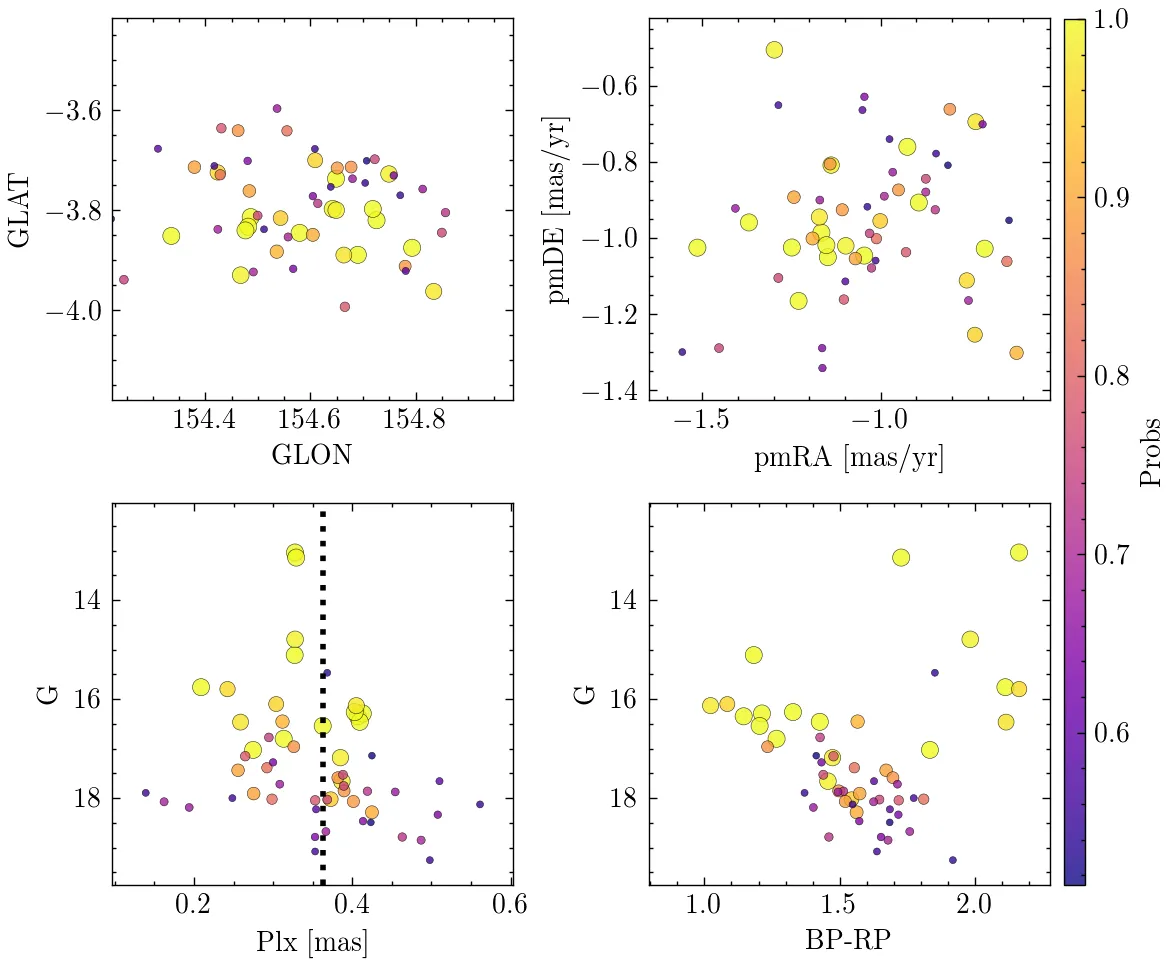 −3.6
−3.8
−4.0
GLAT
154.4 154.6 154.8
GLON
−0.6
−0.8
−1.0
−1.2
−1.4
pmDE [mas/yr]
−1.5 −1.0
pmRA [mas/yr]
14
16
18
G
0.2 0.4 0.6
Plx [mas]
14
16
18
G
1.0 1.5 2.0
BP-RP
1.0
0.9
0.8
0.7
0.6
Probs